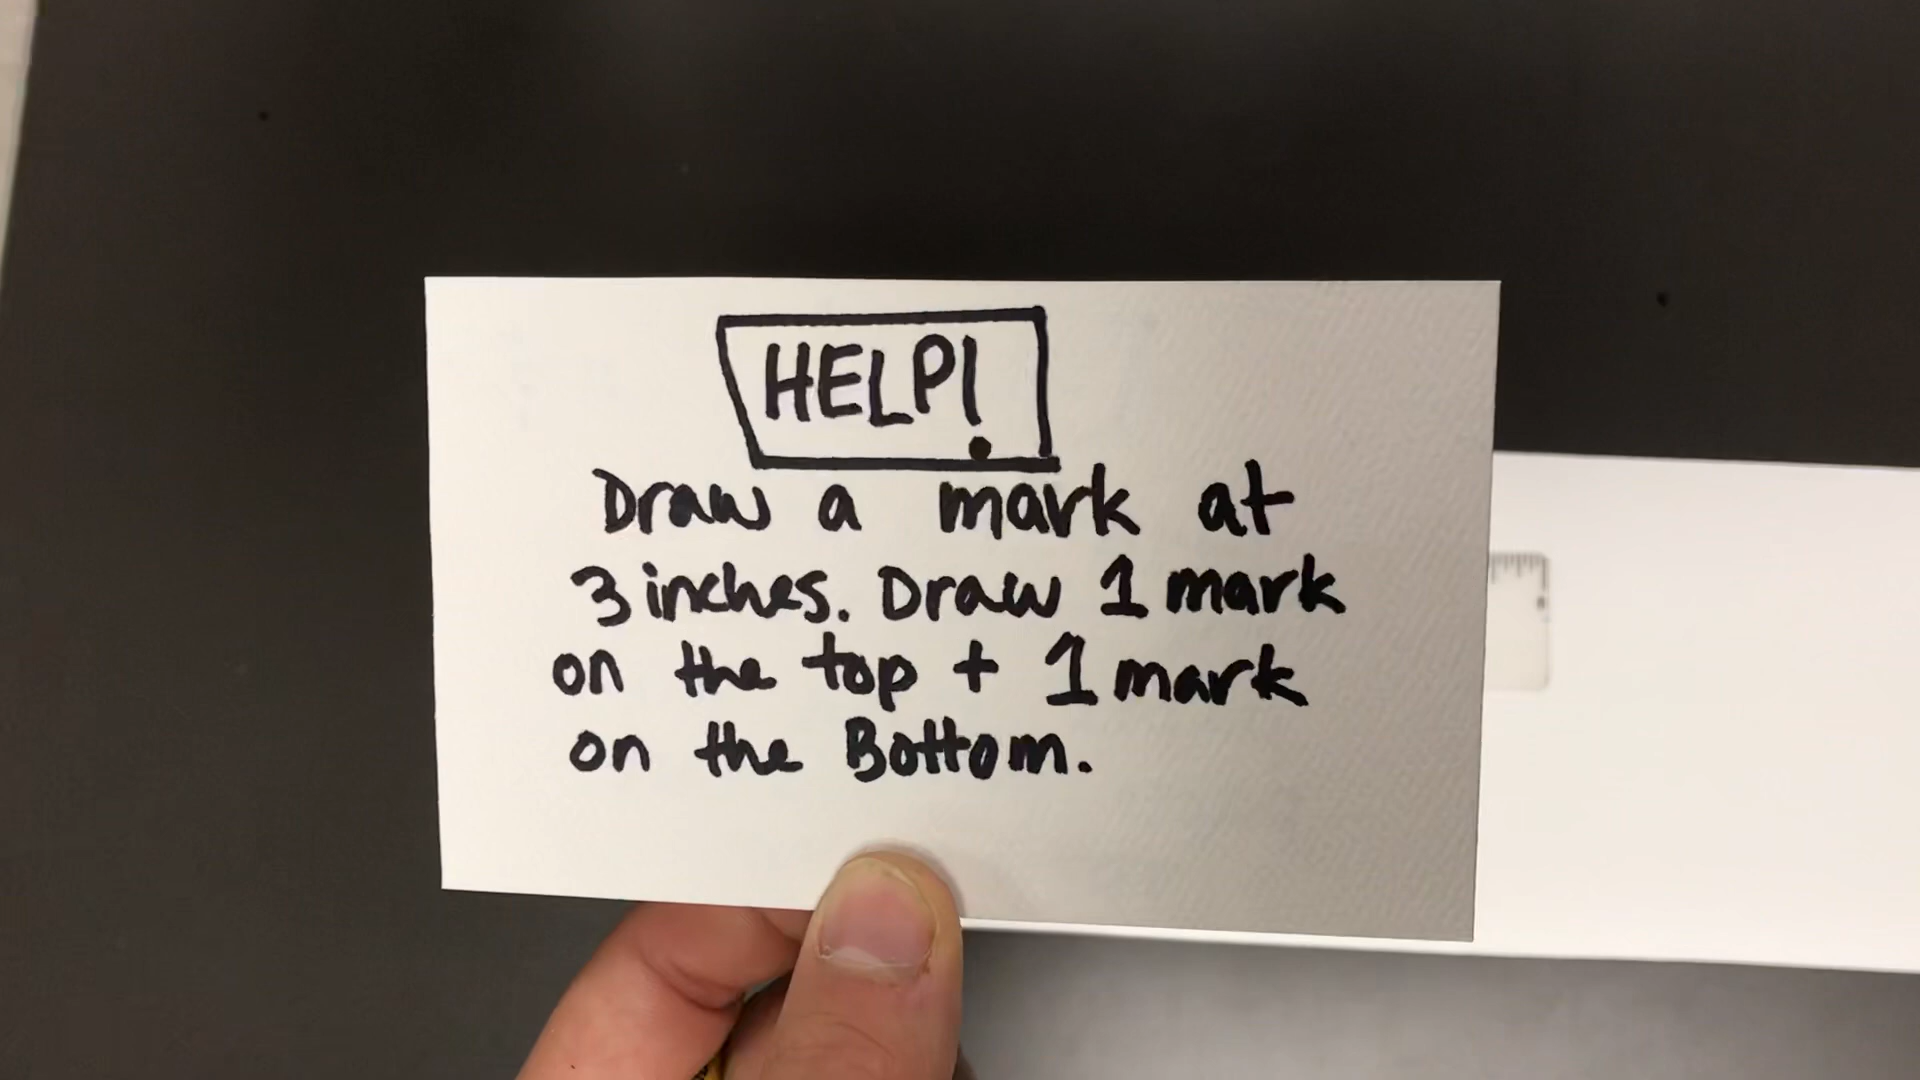 HELP!
Draw a mark at
3 inches. Draw 1 mark
on the top + 1 mark
on the Bottom.